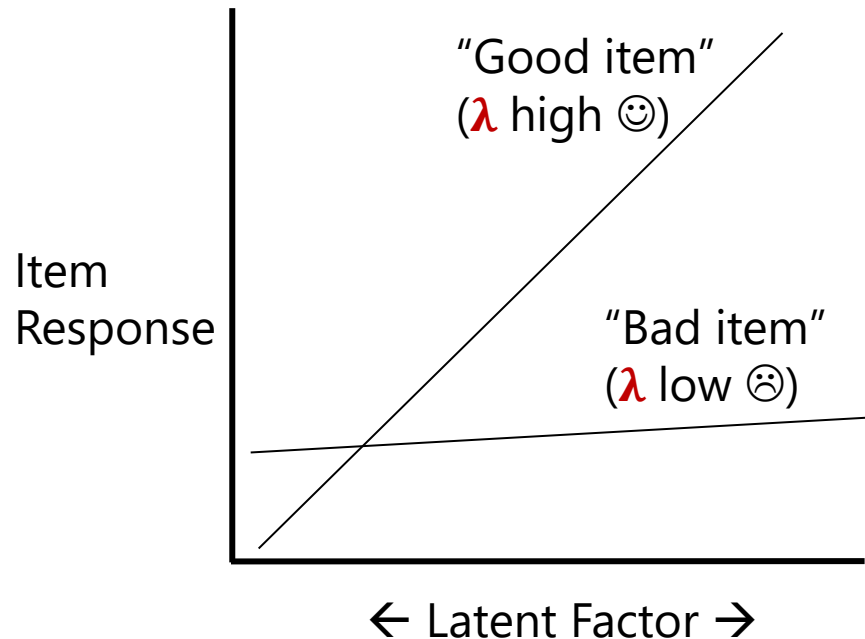 “Good item”
(λ high ☺)
Item
Response
“Bad item”
(λ low ☹)
← Latent Factor →